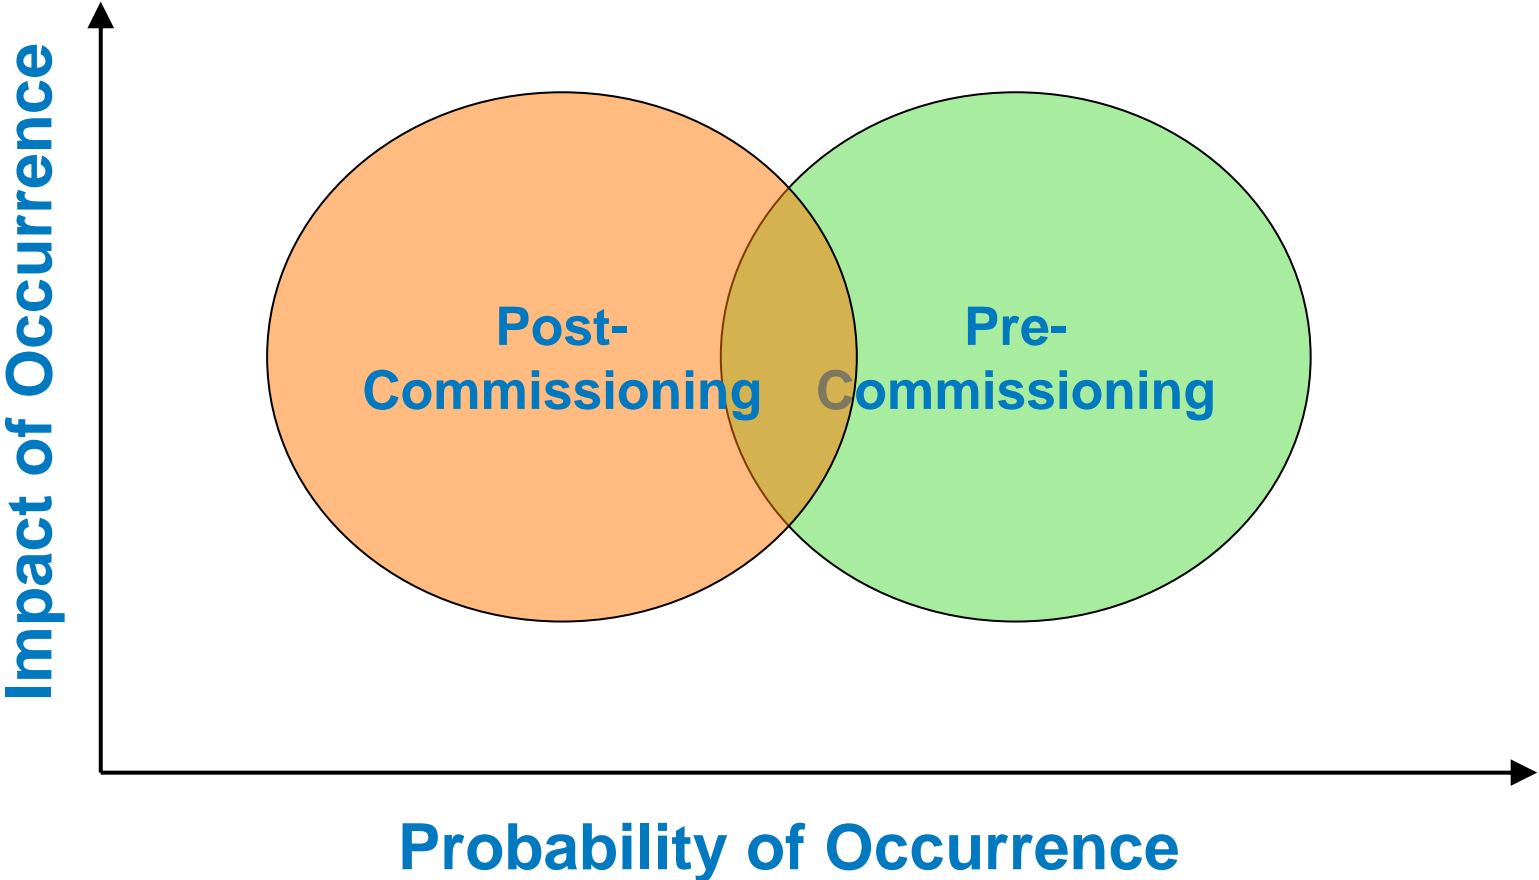 Impact of Occurrence
Post-
Commissioning
Pre-
Commissioning
Probability of Occurrence